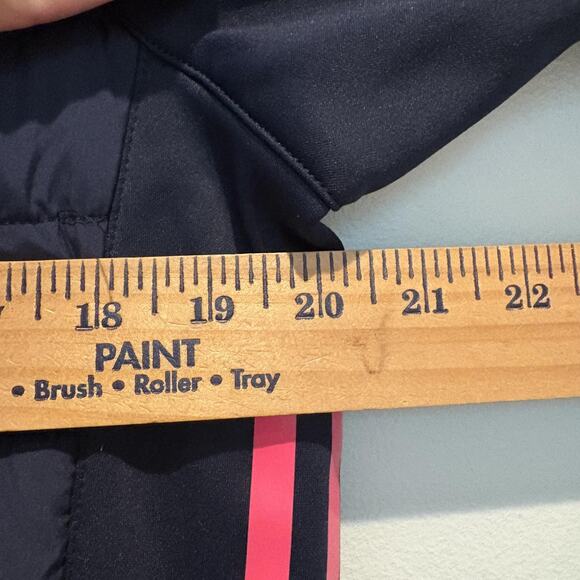 18 19 20 21 22
PAINT
• Brush • Roller • Tray